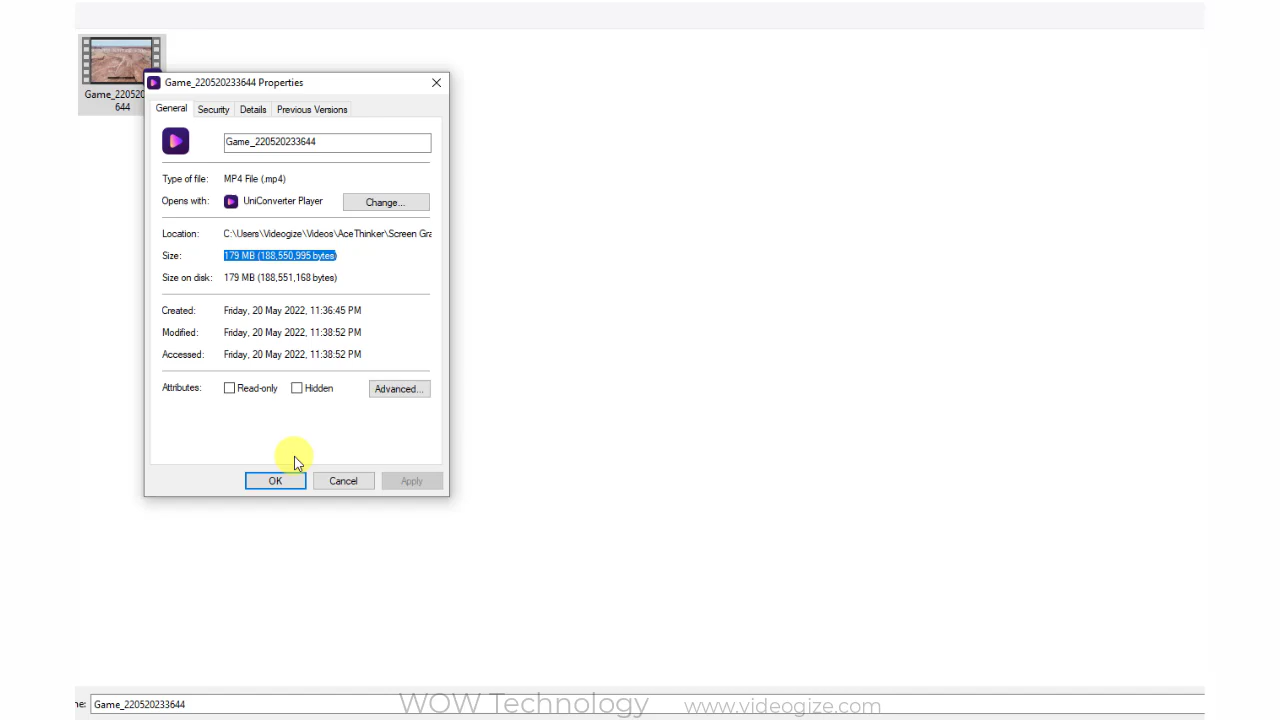 Game_22052
644
Game_220520233644 Properties
General Security Details Previous Versions
Game_220520233644
Type of file: MP4 File (.mp4)
Opens with: UniConverter Player Change...
Location: C:\Users\Videogize\Videos\AceThinker\Screen Gra
Size: 179 MB (188,550,995 bytes)
Size on disk: 179 MB (188,551,168 bytes)
Created: Friday, 20 May 2022, 11:36:45 PM
Modified: Friday, 20 May 2022, 11:38:52 PM
Accessed: Friday, 20 May 2022, 11:38:52 PM
Attributes: Read-only Hidden Advanced...
OK Cancel Apply
ne: Game_220520233644
WOW Technology www.videogize.com